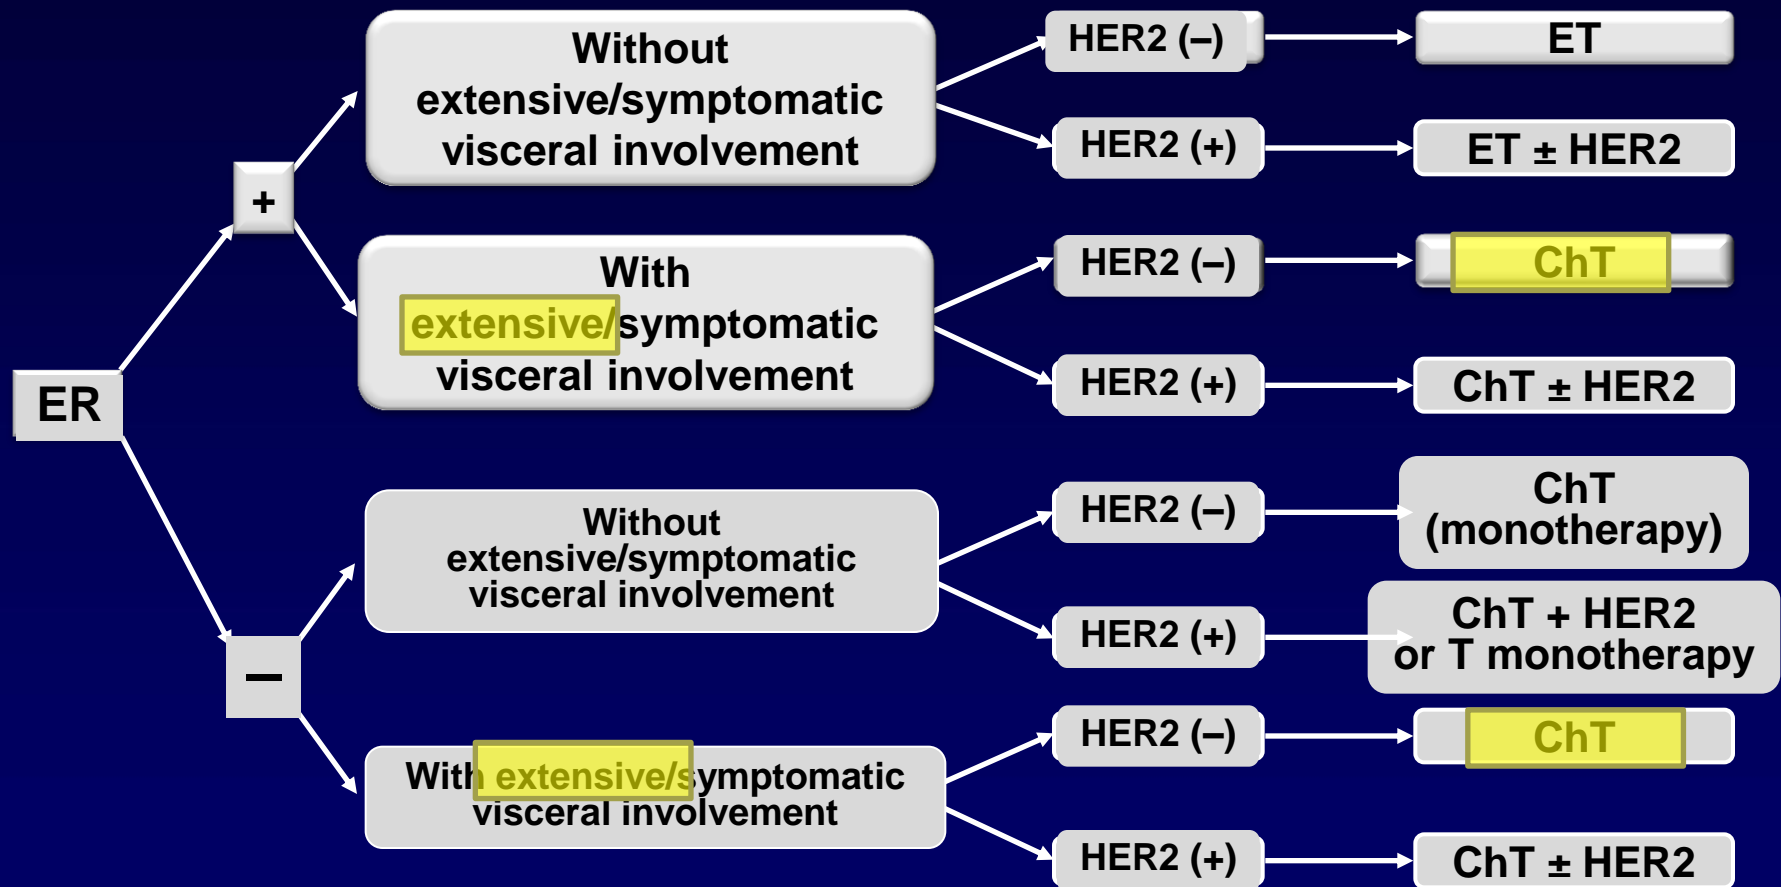 ER
+
Without
extensive/symptomatic
visceral involvement
HER2 (–)
ET
HER2 (+)
ET ± HER2
With
extensive/symptomatic
visceral involvement
HER2 (–)
ChT
HER2 (+)
ChT ± HER2
–
Without
extensive/symptomatic
visceral involvement
HER2 (–)
ChT
(monotherapy)
HER2 (+)
ChT + HER2
or T monotherapy
With extensive/symptomatic
visceral involvement
HER2 (–)
ChT
HER2 (+)
ChT ± HER2